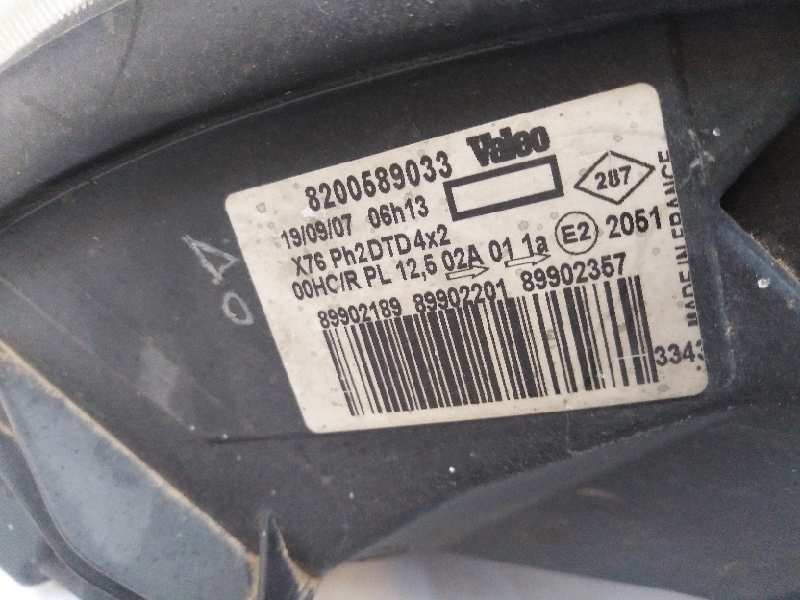 8200689033 Valeo
19/09/07 06h13
287
X76 Ph2DTD4x2
00HC/R PL 12,5 02A 01 1a E2 2051
89902189 89902201 89902357
3343
MADE IN FRANCE